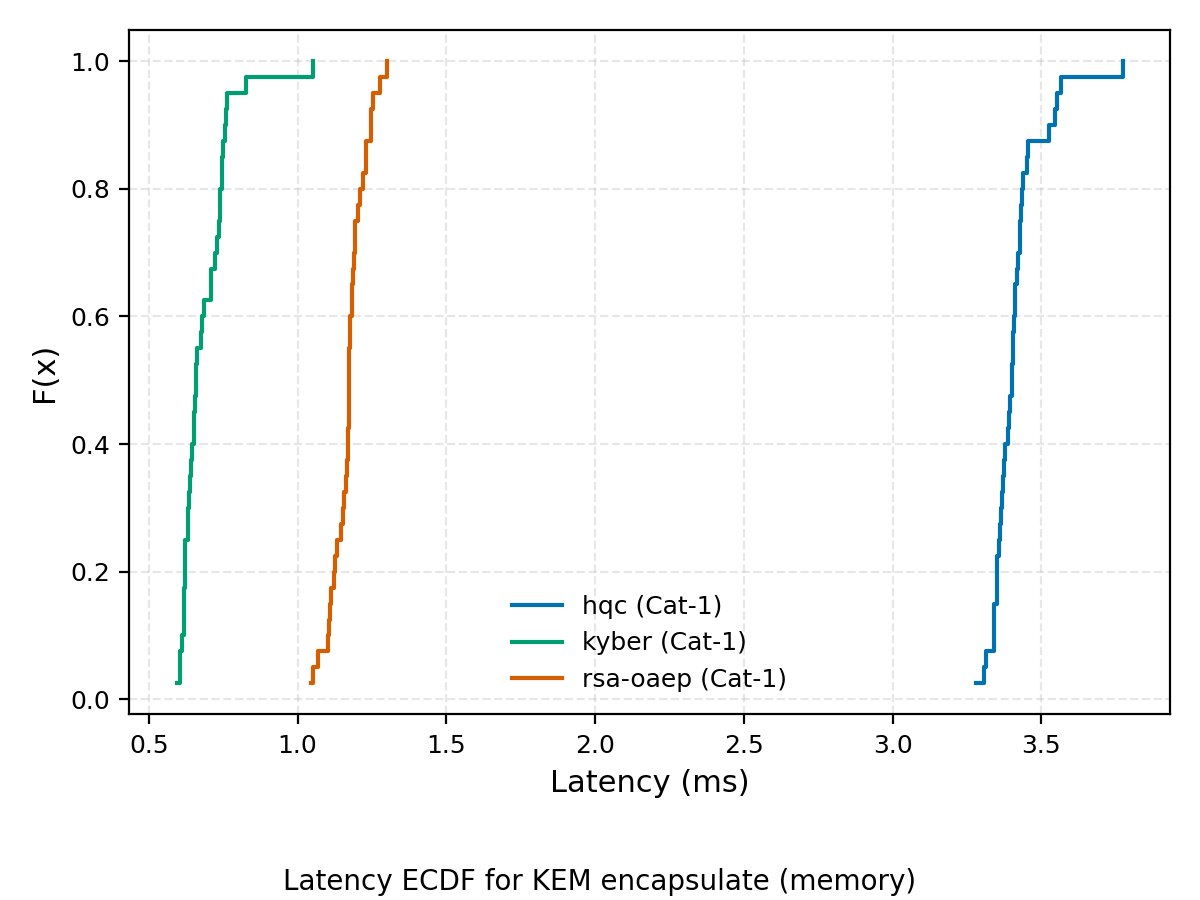 1.0
0.8
0.6
0.4
0.2
0.0
F(x)
hqc (Cat-1)
kyber (Cat-1)
rsa-oaep (Cat-1)
0.5 1.0 1.5 2.0 2.5 3.0 3.5
Latency (ms)
Latency ECDF for KEM encapsulate (memory)